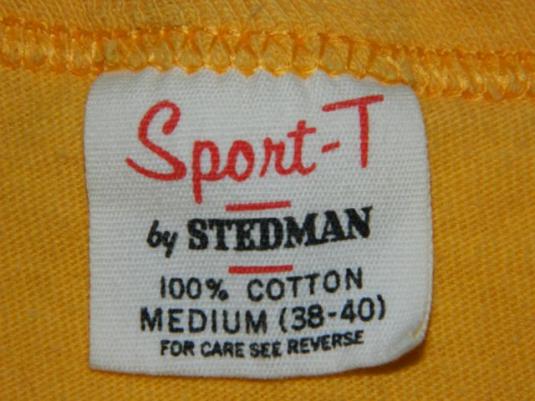 Sport-T
by STEDMAN
100% COTTON
MEDIUM (38-40)
FOR CARE SEE REVERSE